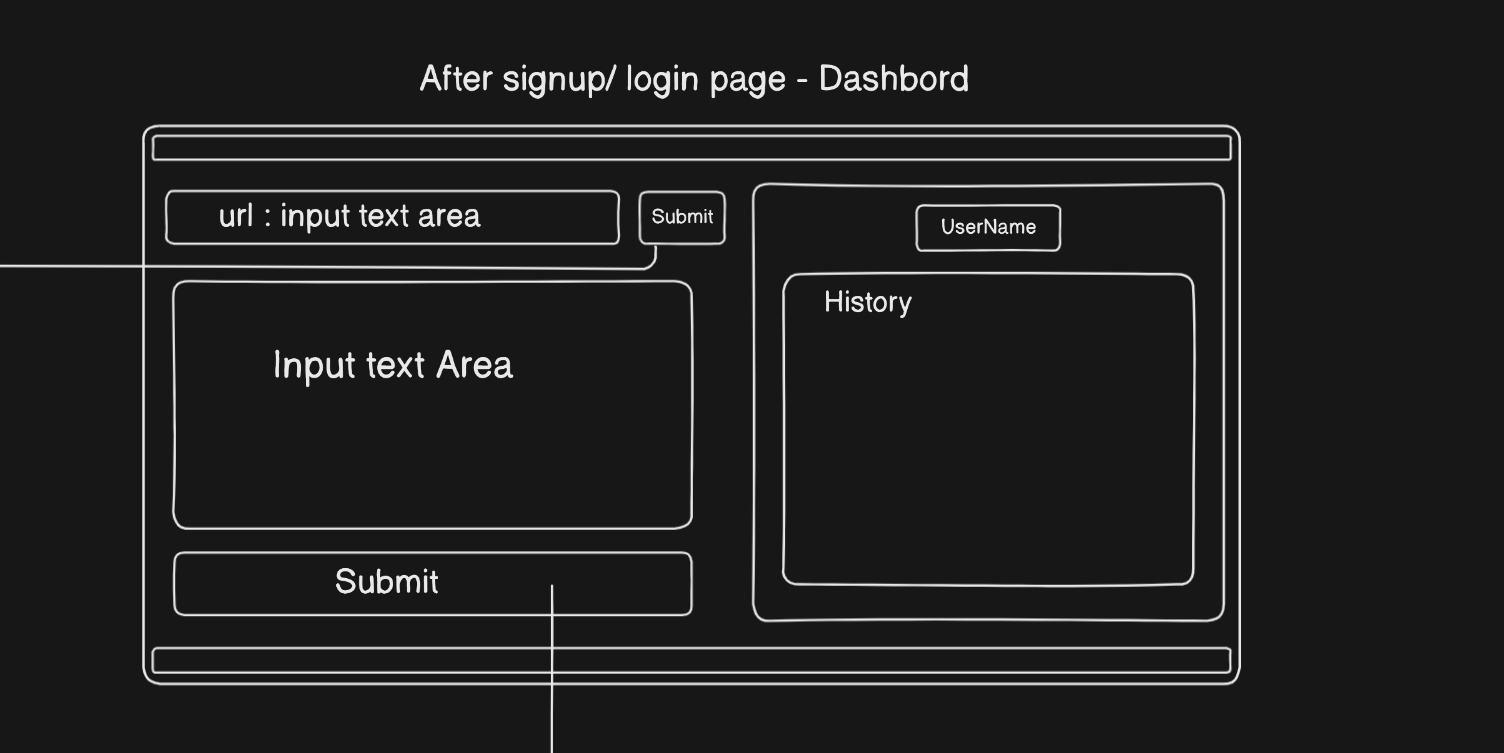 After signup/ login page - Dashbord
url : input text area
Submit
Input text Area
Submit
UserName
History